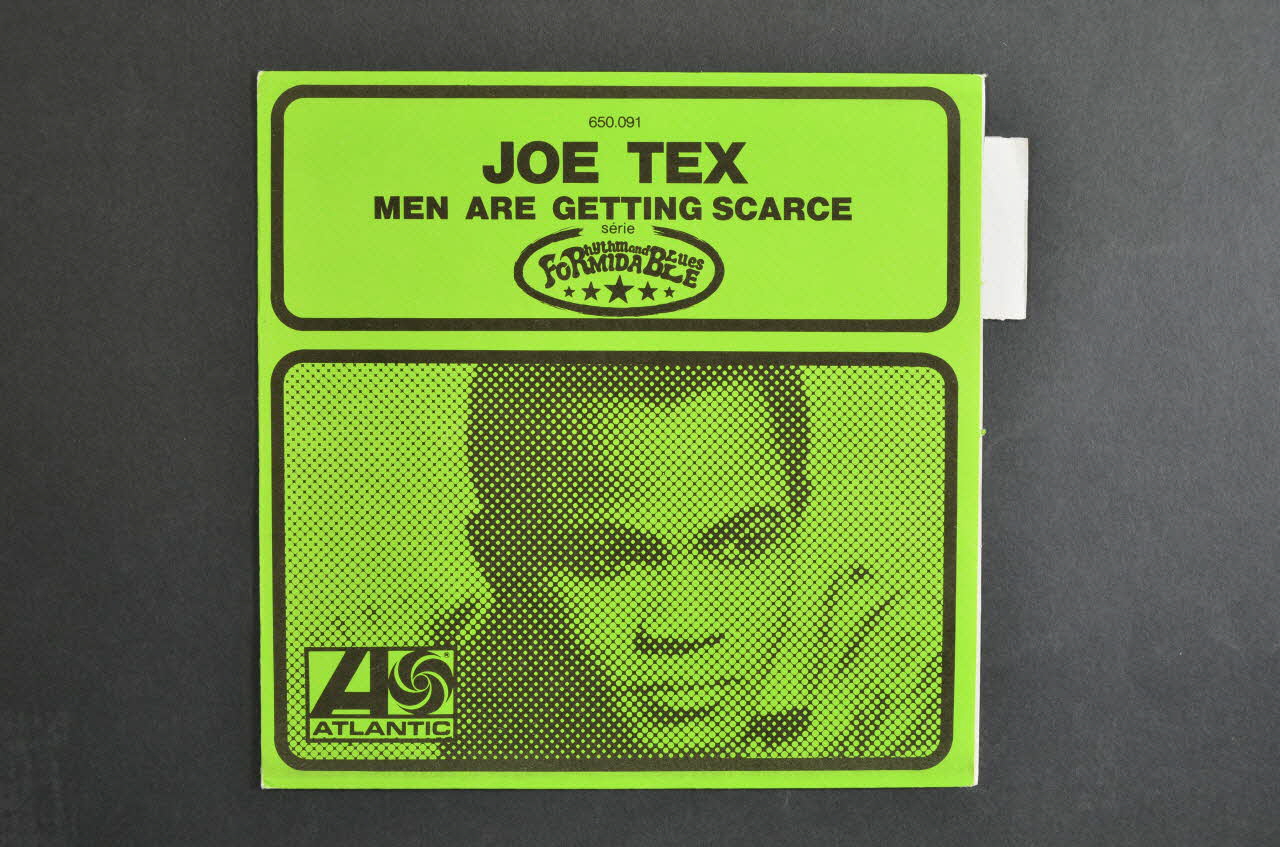 650.091
JOE TEX
MEN ARE GETTING SCARCE
série
Rhythm and Blues
FORMIDABLE
ATLANTIC